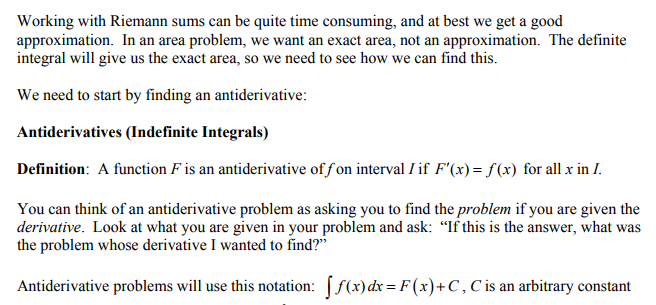 Working with Riemann sums can be quite time consuming, and at best we get a good
approximation. In an area problem, we want an exact area, not an approximation. The definite
integral will give us the exact area, so we need to see how we can find this.
We need to start by finding an antiderivative:
Antiderivatives (Indefinite Integrals)
Definition: A function F is an antiderivative of f on interval I if F'(x) = f(x) for all x in I.
You can think of an antiderivative problem as asking you to find the problem if you are given the
derivative. Look at what you are given in your problem and ask: “If this is the answer, what was
the problem whose derivative I wanted to find?”
Antiderivative problems will use this notation: ∫ f(x) dx = F(x) + C, C is an arbitrary constant